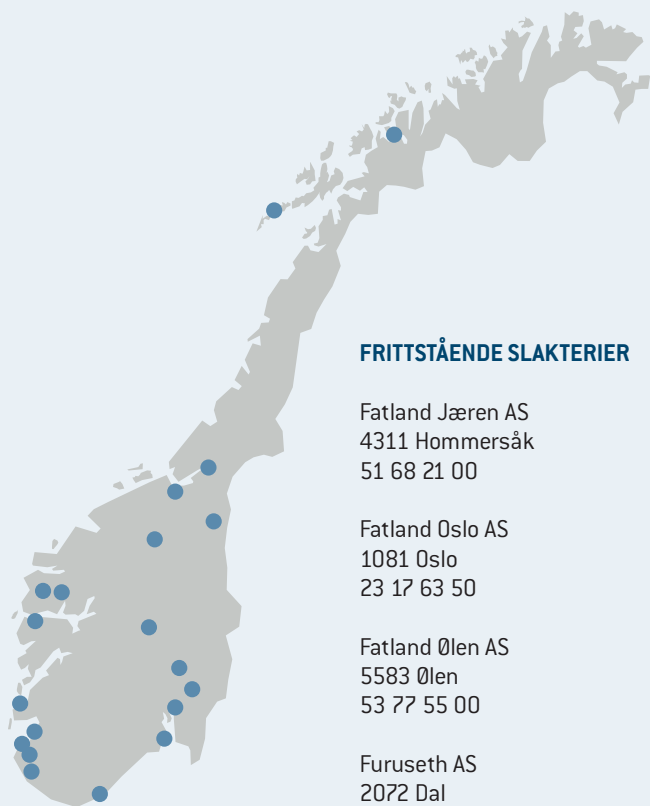 FRITTSTÅENDE SLAKTERIER
Fatland Jæren AS
4311 Hommersåk
51 68 21 00
Fatland Oslo AS
1081 Oslo
23 17 63 50
Fatland Ølen AS
5583 Ølen
53 77 55 00
Furuseth AS
2072 Dal